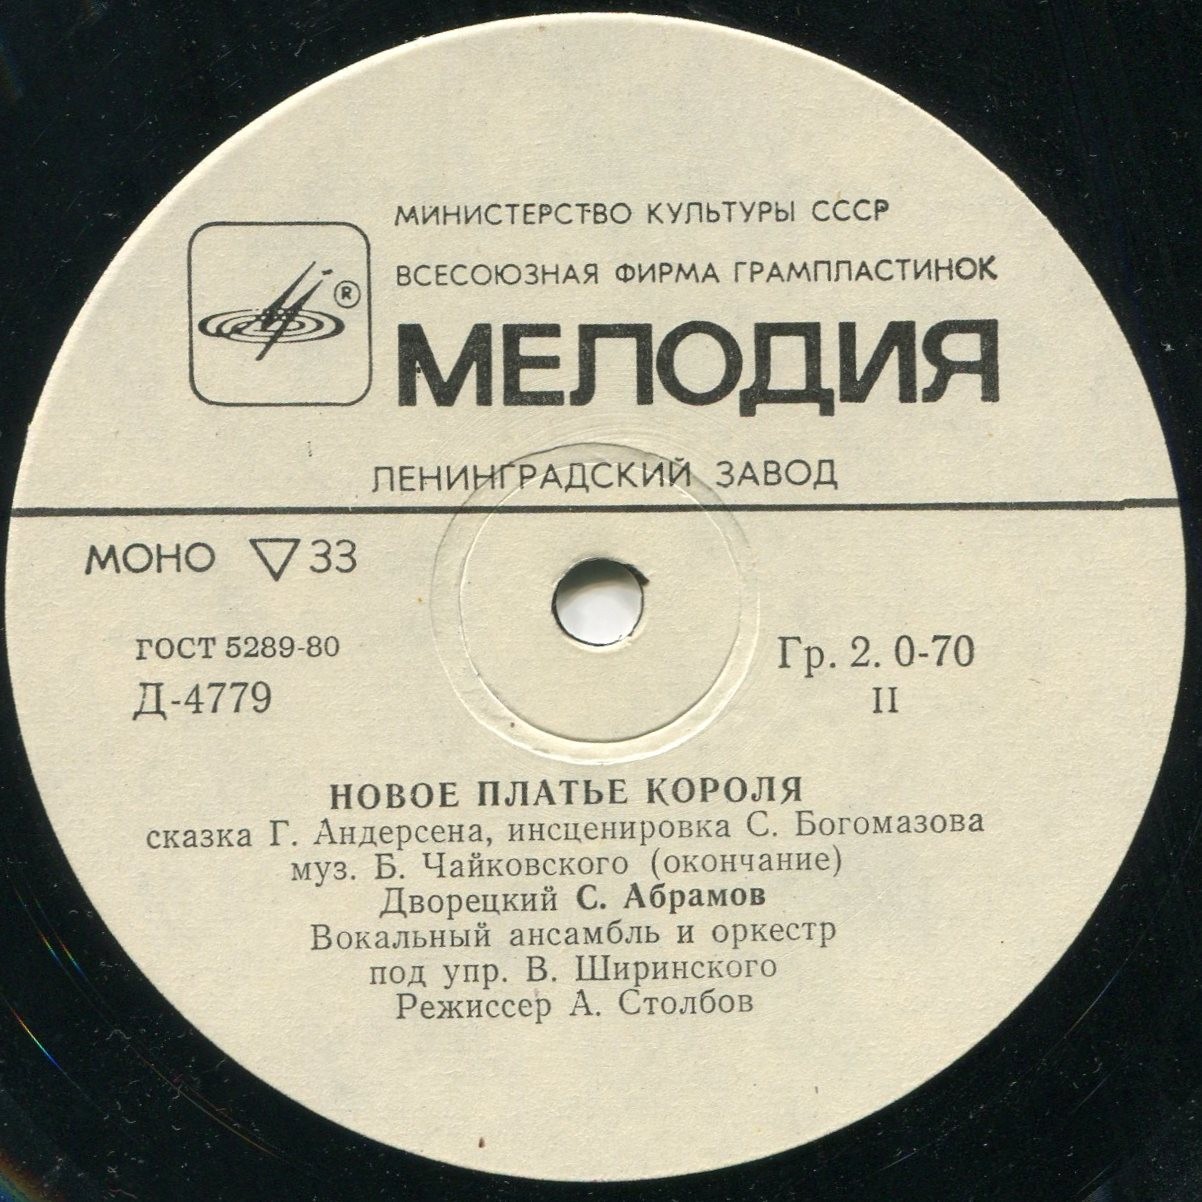 МИНИСТЕРСТВО КУЛЬТУРЫ СССР
ВСЕСОЮЗНАЯ ФИРМА ГРАМПЛАСТИНОК
®
МЕЛОДИЯ
ЛЕНИНГРАДСКИЙ ЗАВОД
МОНО ▽33
ГОСТ 5289-80
Д-4779
Гр. 2. 0-70
II
НОВОЕ ПЛАТЬЕ КОРОЛЯ
сказка Г. Андерсена, инсценировка С. Богомазова
муз. Б. Чайковского (окончание)
Дворецкий С. Абрамов
Вокальный ансамбль и оркестр
под упр. В. Ширинского
Режиссер А. Столбов